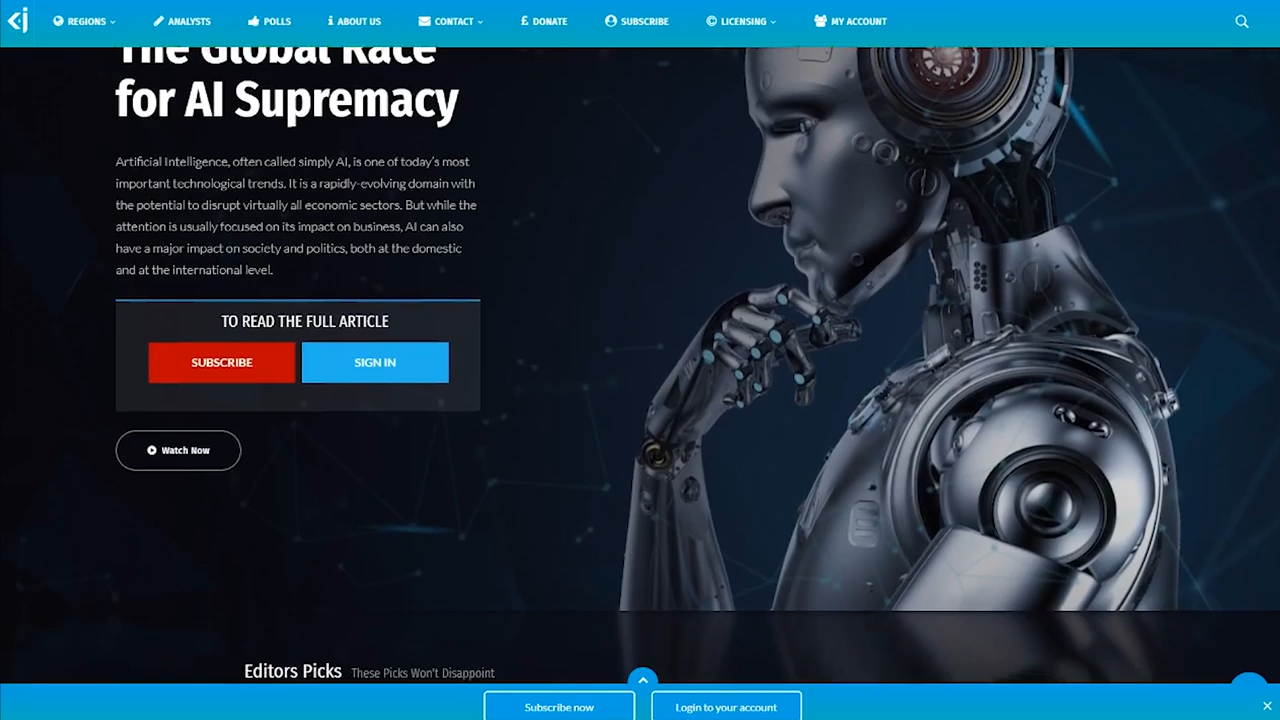 REGIONS
ANALYSTS
POLLS
ABOUT US
CONTACT
DONATE
SUBSCRIBE
LICENSING
MY ACCOUNT
The Global Race
for AI Supremacy
Artificial Intelligence, often called simply AI, is one of today's most
important technological trends. It is a rapidly-evolving domain with
the potential to disrupt virtually all economic sectors. But while the
attention is usually focused on its impact on business, AI can also
have a major impact on society and politics, both at the domestic
and at the international level.
TO READ THE FULL ARTICLE
SUBSCRIBE
SIGN IN
Watch Now
Editors Picks These Picks Won't Disappoint
Subscribe now
Login to your account